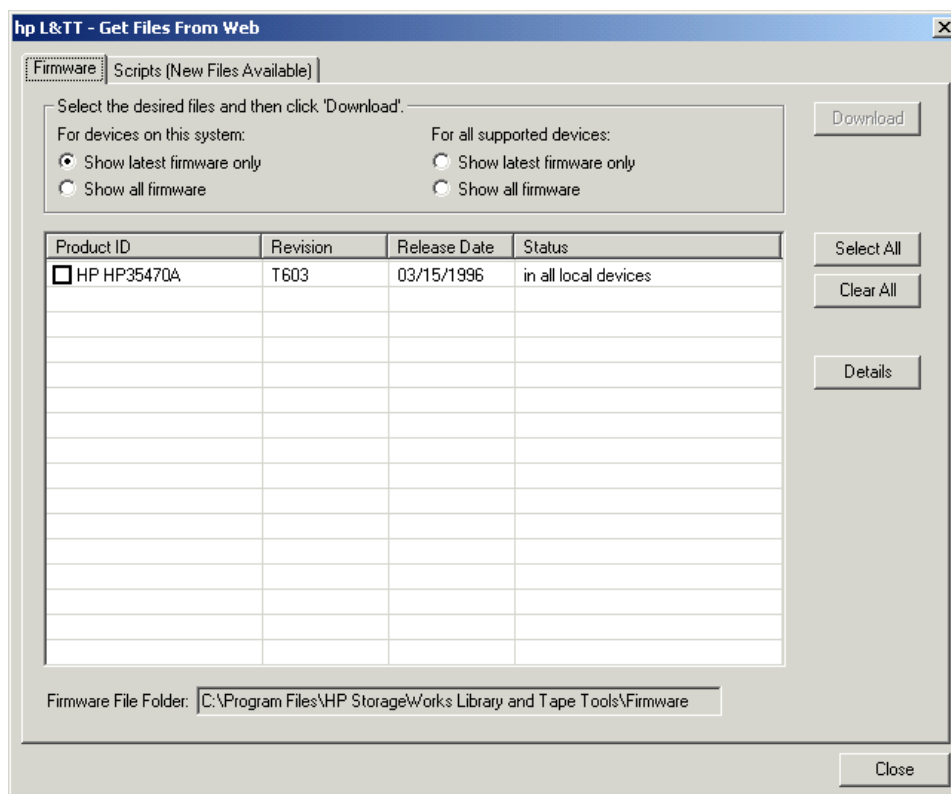 hp L&TT - Get Files From Web
Firmware Scripts (New Files Available)
Select the desired files and then click 'Download'.
Download
For devices on this system: For all supported devices:
Show latest firmware only Show latest firmware only
Show all firmware Show all firmware
Product ID Revision Release Date Status
Select All
HP HP35470A T603 03/15/1996 in all local devices
Clear All
Details
Firmware File Folder: C:\Program Files\HP StorageWorks Library and Tape Tools\Firmware
Close